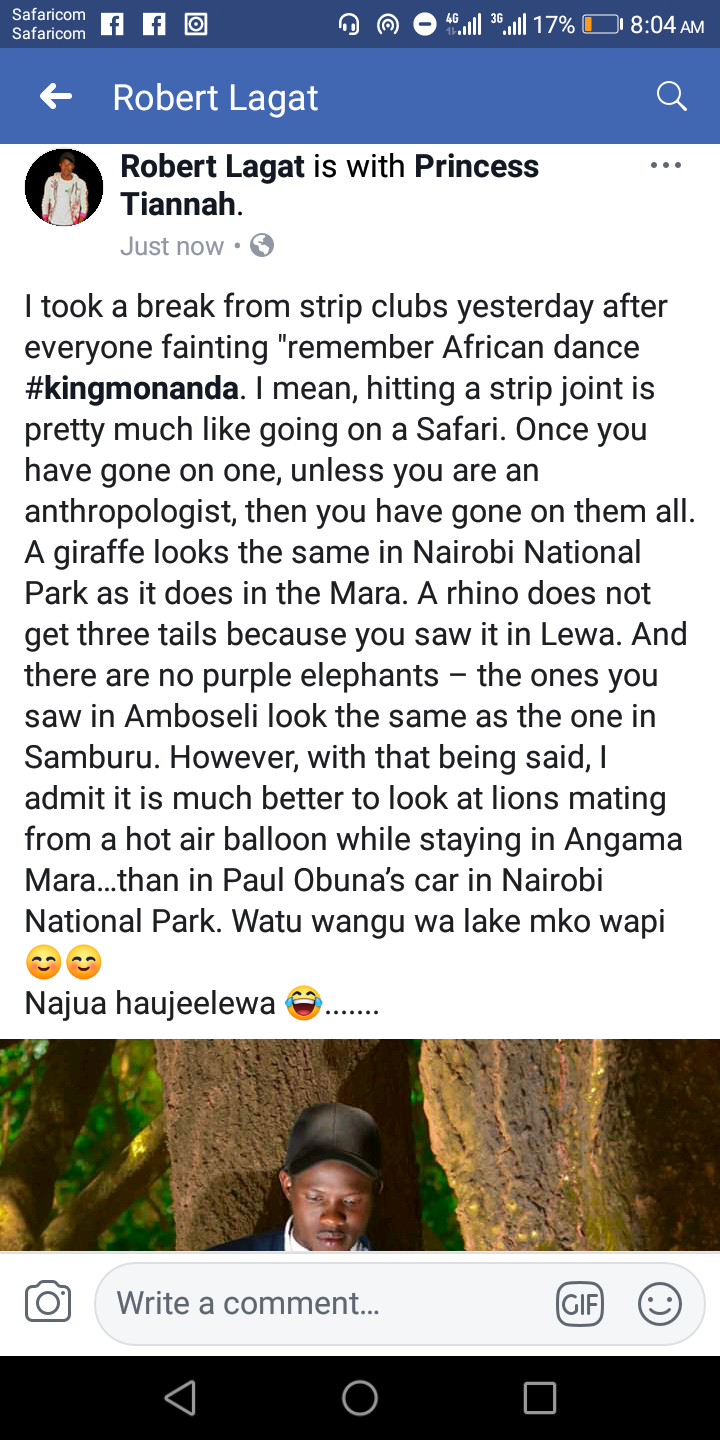 Safaricom
Safaricom
4G 3G 17% 8:04 AM
Robert Lagat
Robert Lagat is with Princess
Tiannah.
Just now •
I took a break from strip clubs yesterday after
everyone fainting "remember African dance
#kingmonanda. I mean, hitting a strip joint is
pretty much like going on a Safari. Once you
have gone on one, unless you are an
anthropologist, then you have gone on them all.
A giraffe looks the same in Nairobi National
Park as it does in the Mara. A rhino does not
get three tails because you saw it in Lewa. And
there are no purple elephants – the ones you
saw in Amboseli look the same as the one in
Samburu. However, with that being said, I
admit it is much better to look at lions mating
from a hot air balloon while staying in Angama
Mara…than in Paul Obuna’s car in Nairobi
National Park. Watu wangu wa lake mko wapi
😊😊
Najua haujeelewa 😂.......
Write a comment...
GIF